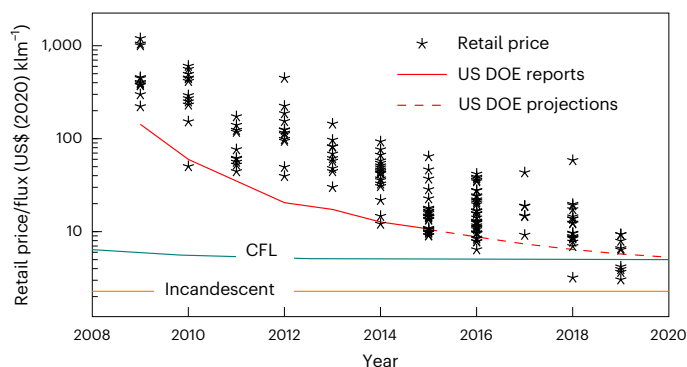 Retail price/flux (US$ (2020) klm⁻¹)
1,000
100
10
Retail price
US DOE reports
US DOE projections
CFL
Incandescent
2008 2010 2012 2014 2016 2018 2020
Year